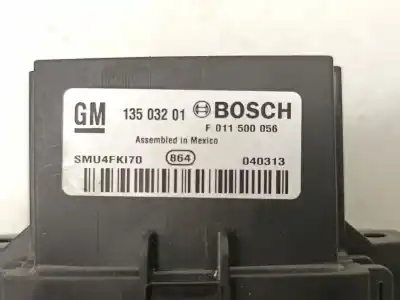 GM 135 032 01 BOSCH
F 011 500 056
Assembled in Mexico
SMU4FKI70 864 040313